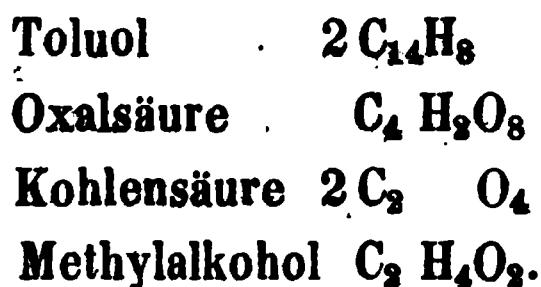 Toluol 2 C₁₄H₈
Oxalsäure C₄ H₂O₈
Kohlensäure 2 C₂ O₄
Methylalkohol C₂ H₄O₂.